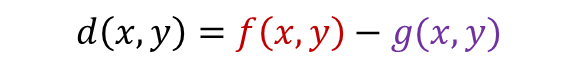 d(x, y) = f(x, y) − g(x, y)